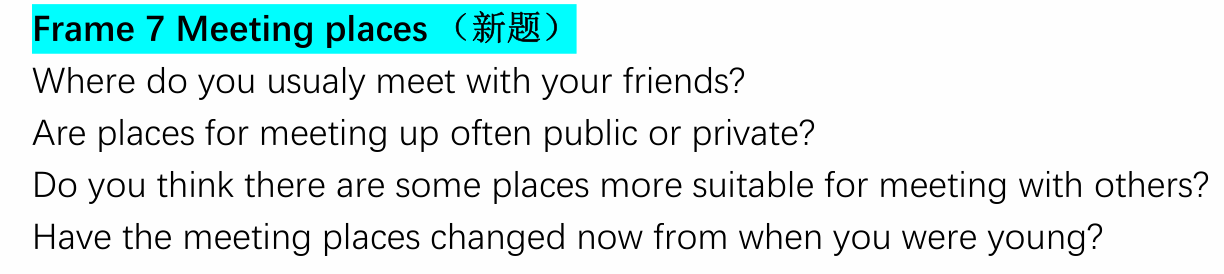 Frame 7 Meeting places （新题）
Where do you usualy meet with your friends?
Are places for meeting up often public or private?
Do you think there are some places more suitable for meeting with others?
Have the meeting places changed now from when you were young?